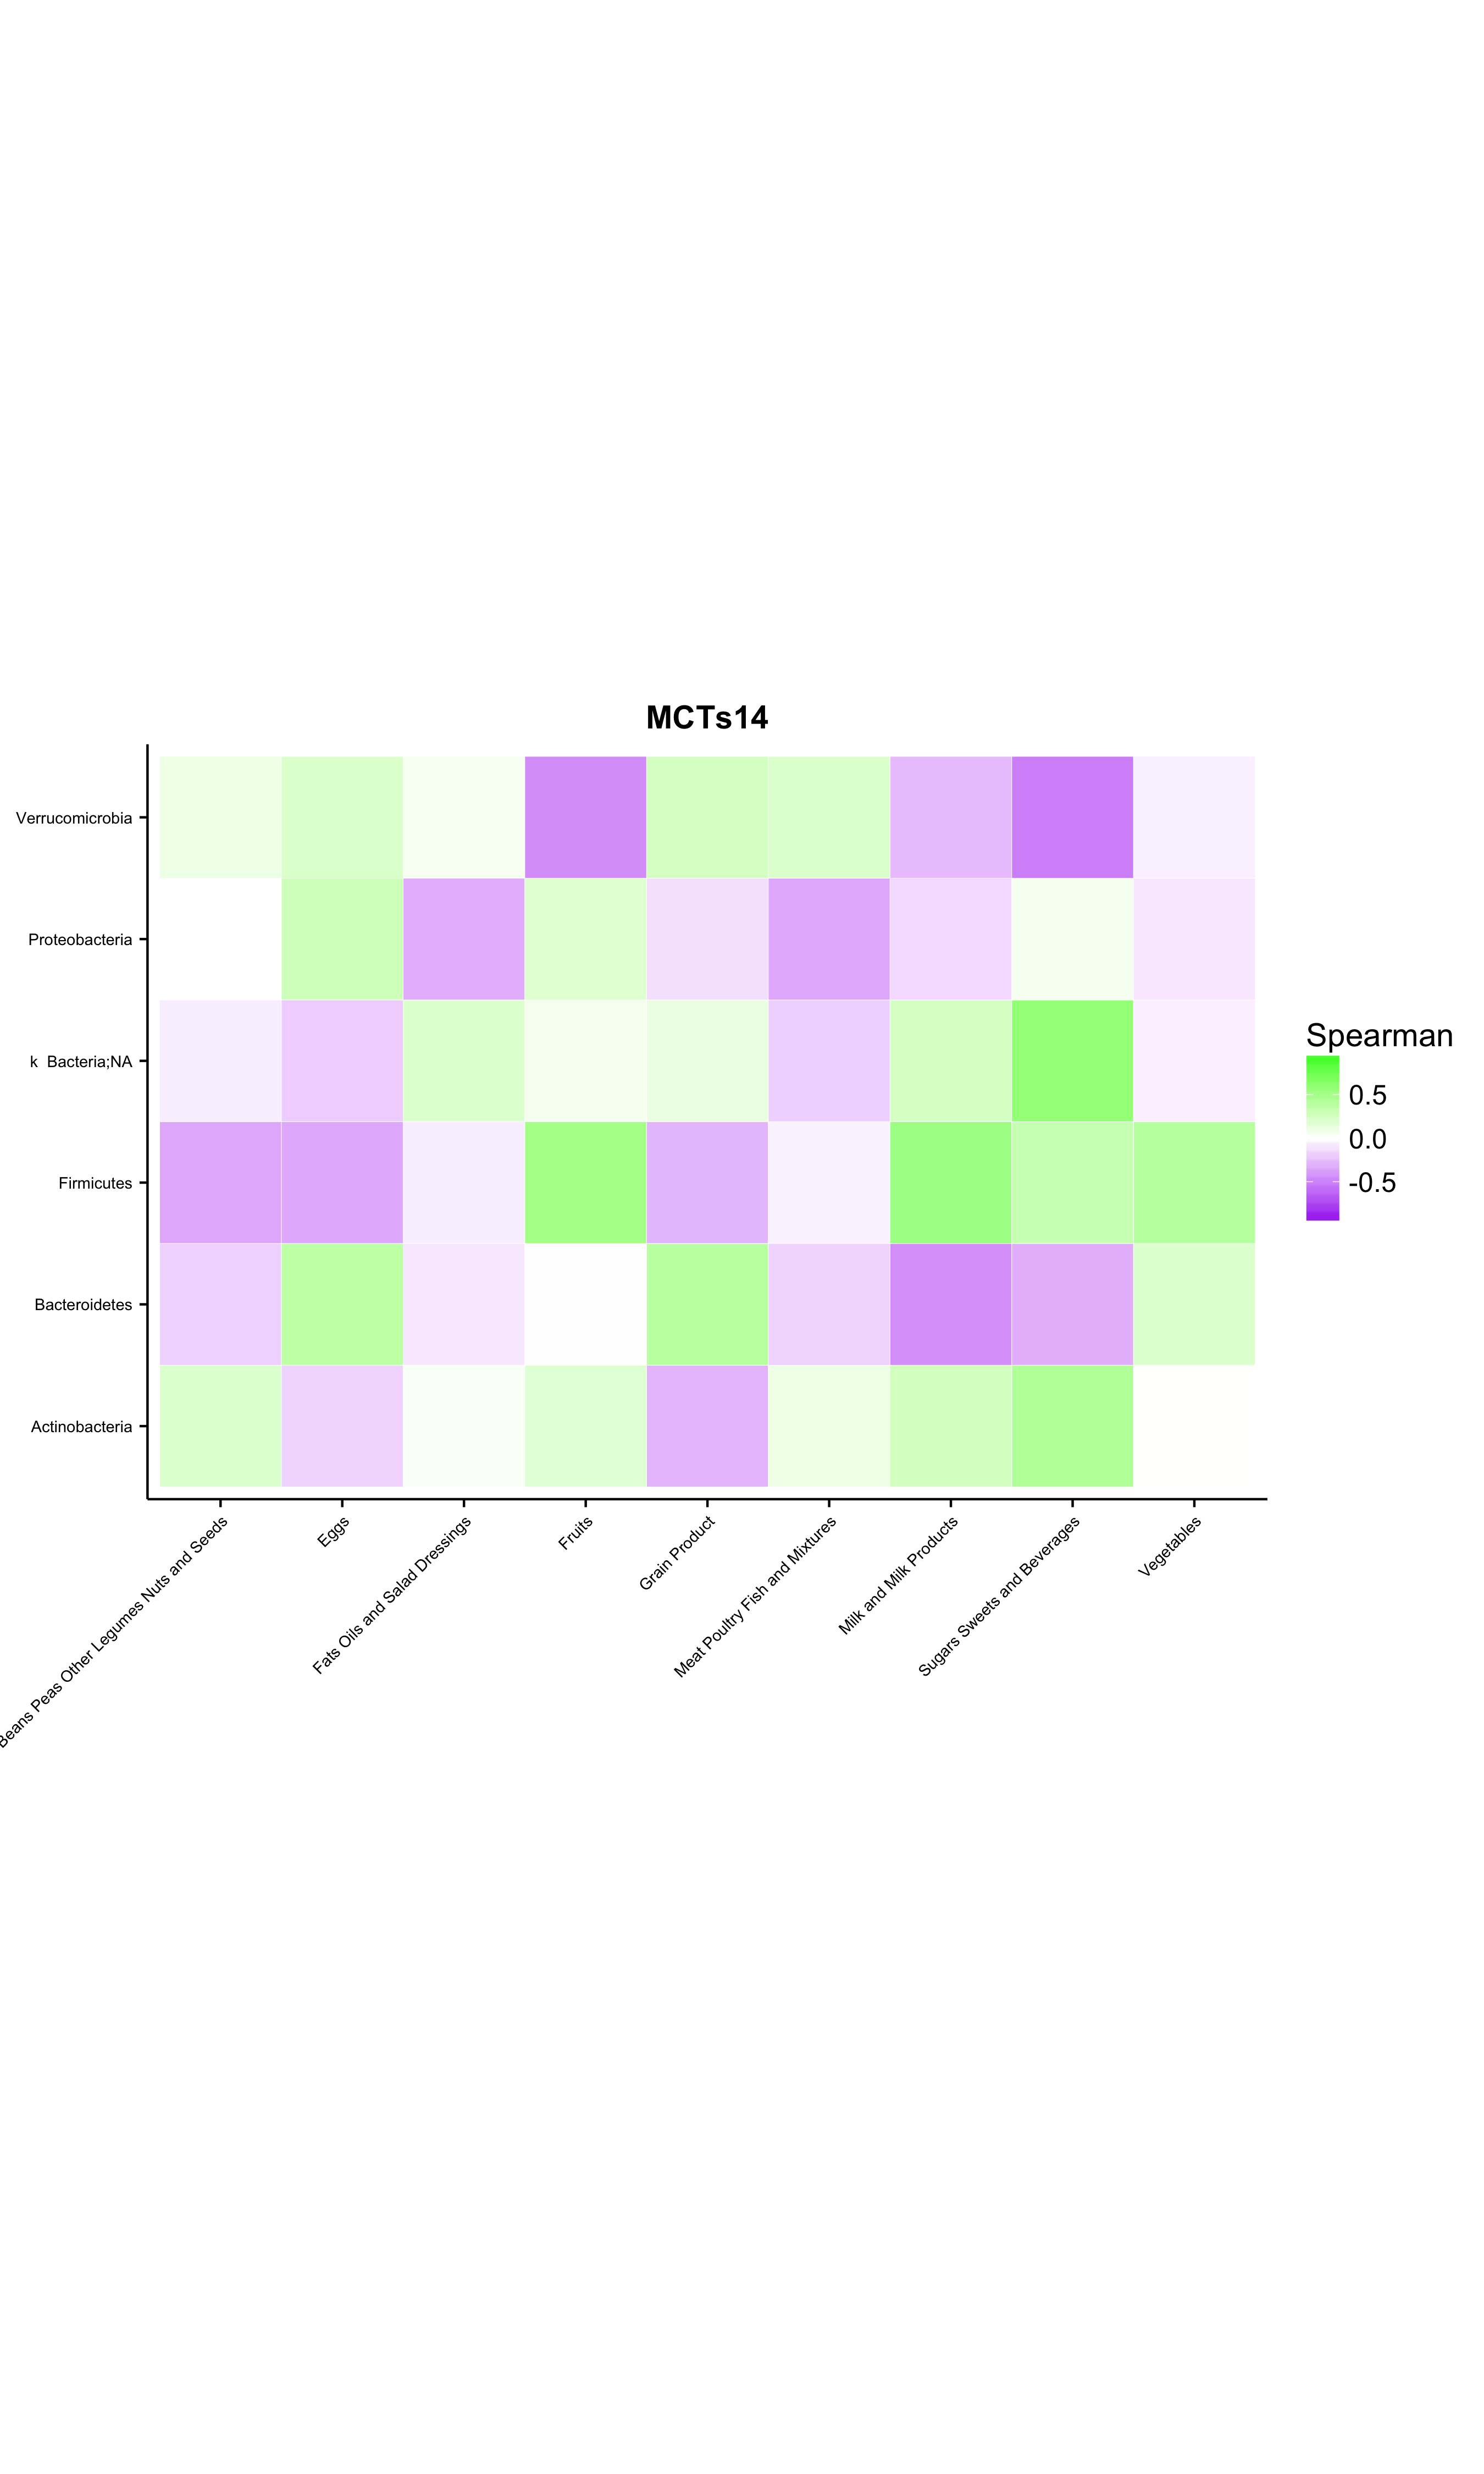 MCTs14
Verrucomicrobia
Proteobacteria
k  Bacteria;NA
Firmicutes
Bacteroidetes
Actinobacteria
Beans Peas Other Legumes Nuts and Seeds
Eggs
Fats Oils and Salad Dressings
Fruits
Grain Product
Meat Poultry Fish and Mixtures
Milk and Milk Products
Sugars Sweets and Beverages
Vegetables
Spearman
0.5
0.0
-0.5